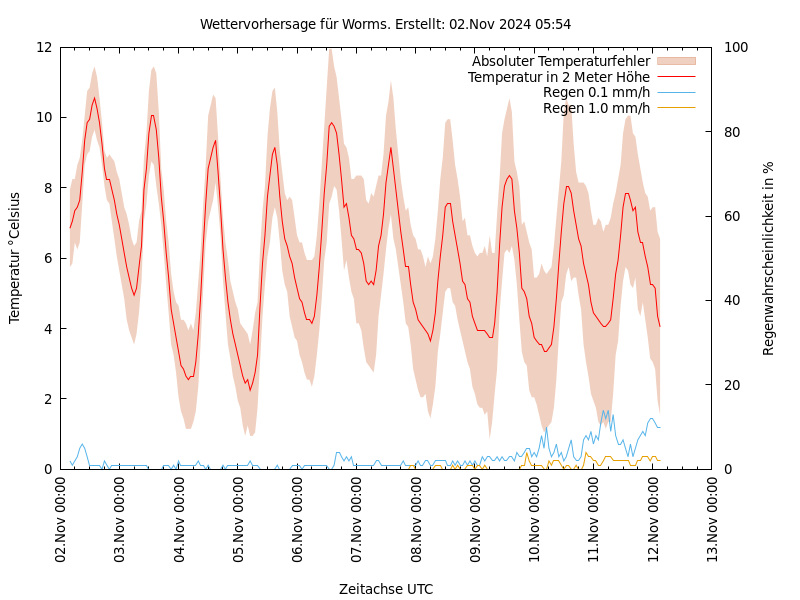 Wettervorhersage für Worms. Erstellt: 02.Nov 2024 05:54
Absoluter Temperaturfehler
Temperatur in 2 Meter Höhe
Regen 0.1 mm/h
Regen 1.0 mm/h
Temperatur °Celsius
12
10
8
6
4
2
0
100
80
60
40
20
0
Regenwahrscheinlichkeit in %
02.Nov 00:00
03.Nov 00:00
04.Nov 00:00
05.Nov 00:00
06.Nov 00:00
07.Nov 00:00
08.Nov 00:00
09.Nov 00:00
10.Nov 00:00
11.Nov 00:00
12.Nov 00:00
13.Nov 00:00
Zeitachse UTC